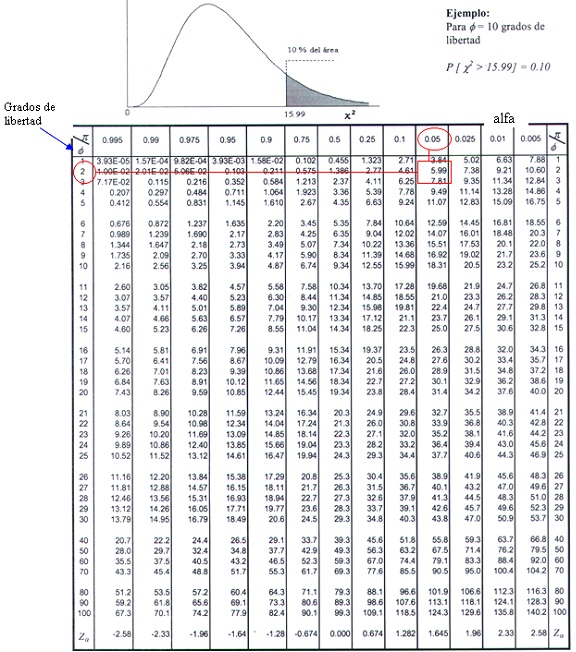 Ejemplo:
Para ϕ = 10 grados de
libertad
P [ χ² > 15.99] = 0.10
10 % del área
0
15.99
x²
Grados de
libertad
alfa
0.995 0.99 0.975 0.95 0.9 0.75 0.5 0.25 0.1 0.05 0.025 0.01 0.005
ϕ ϕ
1 3.93E-05 1.57E-04 9.82E-04 3.93E-03 1.58E-02 0.102 0.455 1.323 2.71 3.84 5.02 6.63 7.88 1
2 1.00E-02 2.01E-02 5.06E-02 0.103 0.211 0.575 1.386 2.77 4.61 5.99 7.38 9.21 10.60 2
3 7.17E-02 0.115 0.216 0.352 0.584 1.213 2.37 4.11 6.25 7.81 9.35 11.34 12.84 3
4 0.207 0.297 0.484 0.711 1.064 1.923 3.36 5.39 7.78 9.49 11.14 13.28 14.86 4
5 0.412 0.554 0.831 1.145 1.610 2.67 4.35 6.63 9.24 11.07 12.83 15.09 16.75 5
6 0.676 0.872 1.237 1.635 2.20 3.45 5.35 7.84 10.64 12.59 14.45 16.81 18.55 6
7 0.989 1.239 1.690 2.17 2.83 4.25 6.35 9.04 12.02 14.07 16.01 18.48 20.3 7
8 1.344 1.647 2.18 2.73 3.49 5.07 7.34 10.22 13.36 15.51 17.53 20.1 22.0 8
9 1.735 2.09 2.70 3.33 4.17 5.90 8.34 11.39 14.68 16.92 19.02 21.7 23.6 9
10 2.16 2.56 3.25 3.94 4.87 6.74 9.34 12.55 15.99 18.31 20.5 23.2 25.2 10
11 2.60 3.05 3.82 4.57 5.58 7.58 10.34 13.70 17.28 19.68 21.9 24.7 26.8 11
12 3.07 3.57 4.40 5.23 6.30 8.44 11.34 14.85 18.55 21.0 23.3 26.2 28.3 12
13 3.57 4.11 5.01 5.89 7.04 9.30 12.34 15.98 19.81 22.4 24.7 27.7 29.8 13
14 4.07 4.66 5.63 6.57 7.79 10.17 13.34 17.12 21.1 23.7 26.1 29.1 31.3 14
15 4.60 5.23 6.26 7.26 8.55 11.04 14.34 18.25 22.3 25.0 27.5 30.6 32.8 15
16 5.14 5.81 6.91 7.96 9.31 11.91 15.34 19.37 23.5 26.3 28.8 32.0 34.3 16
17 5.70 6.41 7.56 8.67 10.09 12.79 16.34 20.5 24.8 27.6 30.2 33.4 35.7 17
18 6.26 7.01 8.23 9.39 10.86 13.68 17.34 21.6 26.0 28.9 31.5 34.8 37.2 18
19 6.84 7.63 8.91 10.12 11.65 14.56 18.34 22.7 27.2 30.1 32.9 36.2 38.6 19
20 7.43 8.26 9.59 10.85 12.44 15.45 19.34 23.8 28.4 31.4 34.2 37.6 40.0 20
21 8.03 8.90 10.28 11.59 13.24 16.34 20.3 24.9 29.6 32.7 35.5 38.9 41.4 21
22 8.64 9.54 10.98 12.34 14.04 17.24 21.3 26.0 30.8 33.9 36.8 40.3 42.8 22
23 9.26 10.20 11.69 13.09 14.85 18.14 22.3 27.1 32.0 35.2 38.1 41.6 44.2 23
24 9.89 10.86 12.40 13.85 15.66 19.04 23.3 28.2 33.2 36.4 39.4 43.0 45.6 24
25 10.52 11.52 13.12 14.61 16.47 19.94 24.3 29.3 34.4 37.7 40.6 44.3 46.9 25
26 11.16 12.20 13.84 15.38 17.29 20.8 25.3 30.4 35.6 38.9 41.9 45.6 48.3 26
27 11.81 12.88 14.57 16.15 18.11 21.7 26.3 31.5 36.7 40.1 43.2 47.0 49.6 27
28 12.46 13.56 15.31 16.93 18.94 22.7 27.3 32.6 37.9 41.3 44.5 48.3 51.0 28
29 13.12 14.26 16.05 17.71 19.77 23.6 28.3 33.7 39.1 42.6 45.7 49.6 52.3 29
30 13.79 14.95 16.79 18.49 20.6 24.5 29.3 34.8 40.3 43.8 47.0 50.9 53.7 30
40 20.7 22.2 24.4 26.5 29.1 33.7 39.3 45.6 51.8 55.8 59.3 63.7 66.8 40
50 28.0 29.7 32.4 34.8 37.7 42.9 49.3 56.3 63.2 67.5 71.4 76.2 79.5 50
60 35.5 37.5 40.5 43.2 46.5 52.3 59.3 67.0 74.4 79.1 83.3 88.4 92.0 60
70 43.3 45.4 48.8 51.7 55.3 61.7 69.3 77.6 85.5 90.5 95.0 100.4 104.2 70
80 51.2 53.5 57.2 60.4 64.3 71.1 79.3 88.1 96.6 101.9 106.6 112.3 116.3 80
90 59.2 61.8 65.6 69.1 73.3 80.6 89.3 98.6 107.6 113.1 118.1 124.1 128.3 90
100 67.3 70.1 74.2 77.9 82.4 90.1 99.3 109.1 118.5 124.3 129.6 135.8 140.2 100
Zα -2.58 -2.33 -1.96 -1.64 -1.28 -0.674 0.000 0.674 1.282 1.645 1.96 2.33 2.58 Zα